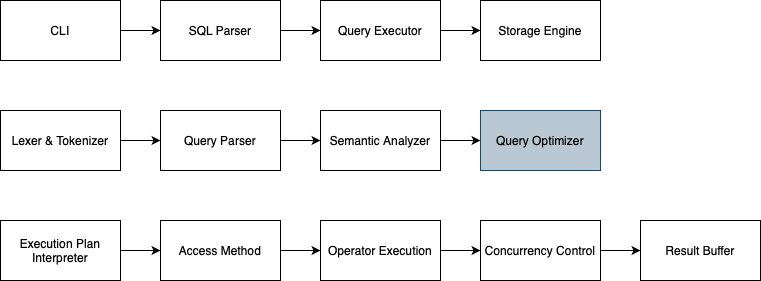 CLI
SQL Parser
Query Executor
Storage Engine
Lexer & Tokenizer
Query Parser
Semantic Analyzer
Query Optimizer
Execution Plan
Interpreter
Access Method
Operator Execution
Concurrency Control
Result Buffer